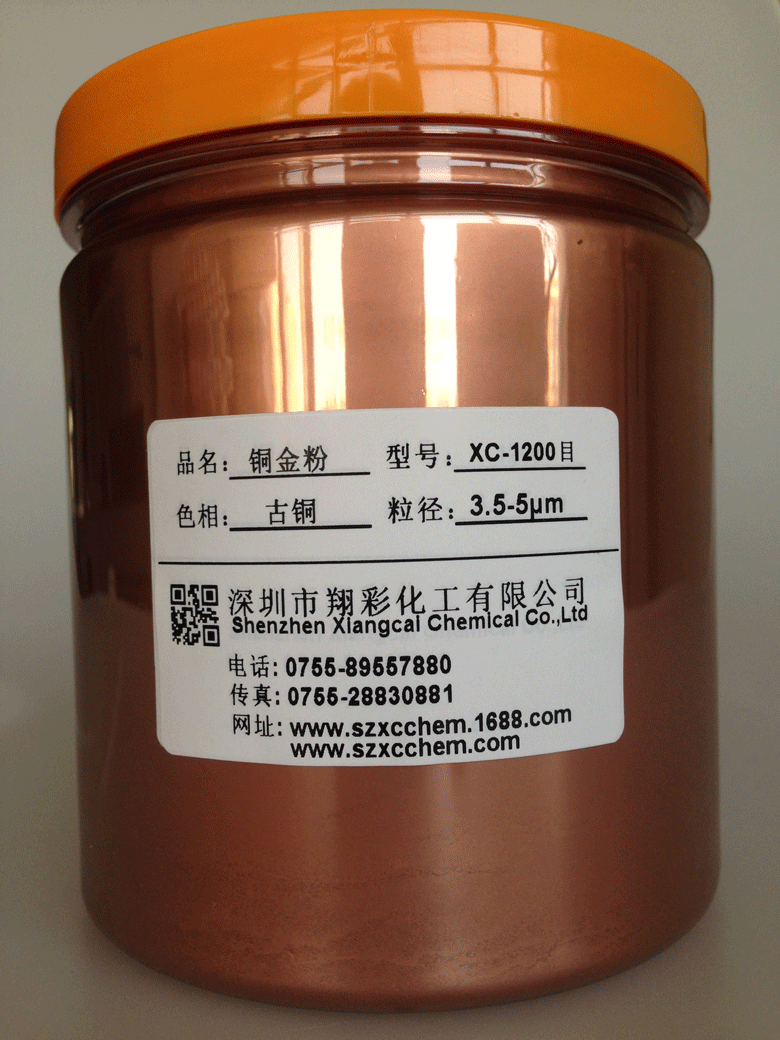 品名：铜金粉 型号：XC-1200目
色相：古铜 粒径：3.5-5μm
深圳市翔彩化工有限公司
Shenzhen Xiangcai Chemical Co.,Ltd
电话：0755-89557880
传真：0755-28830881
网址：www.szxcchem.1688.com
www.szxcchem.com